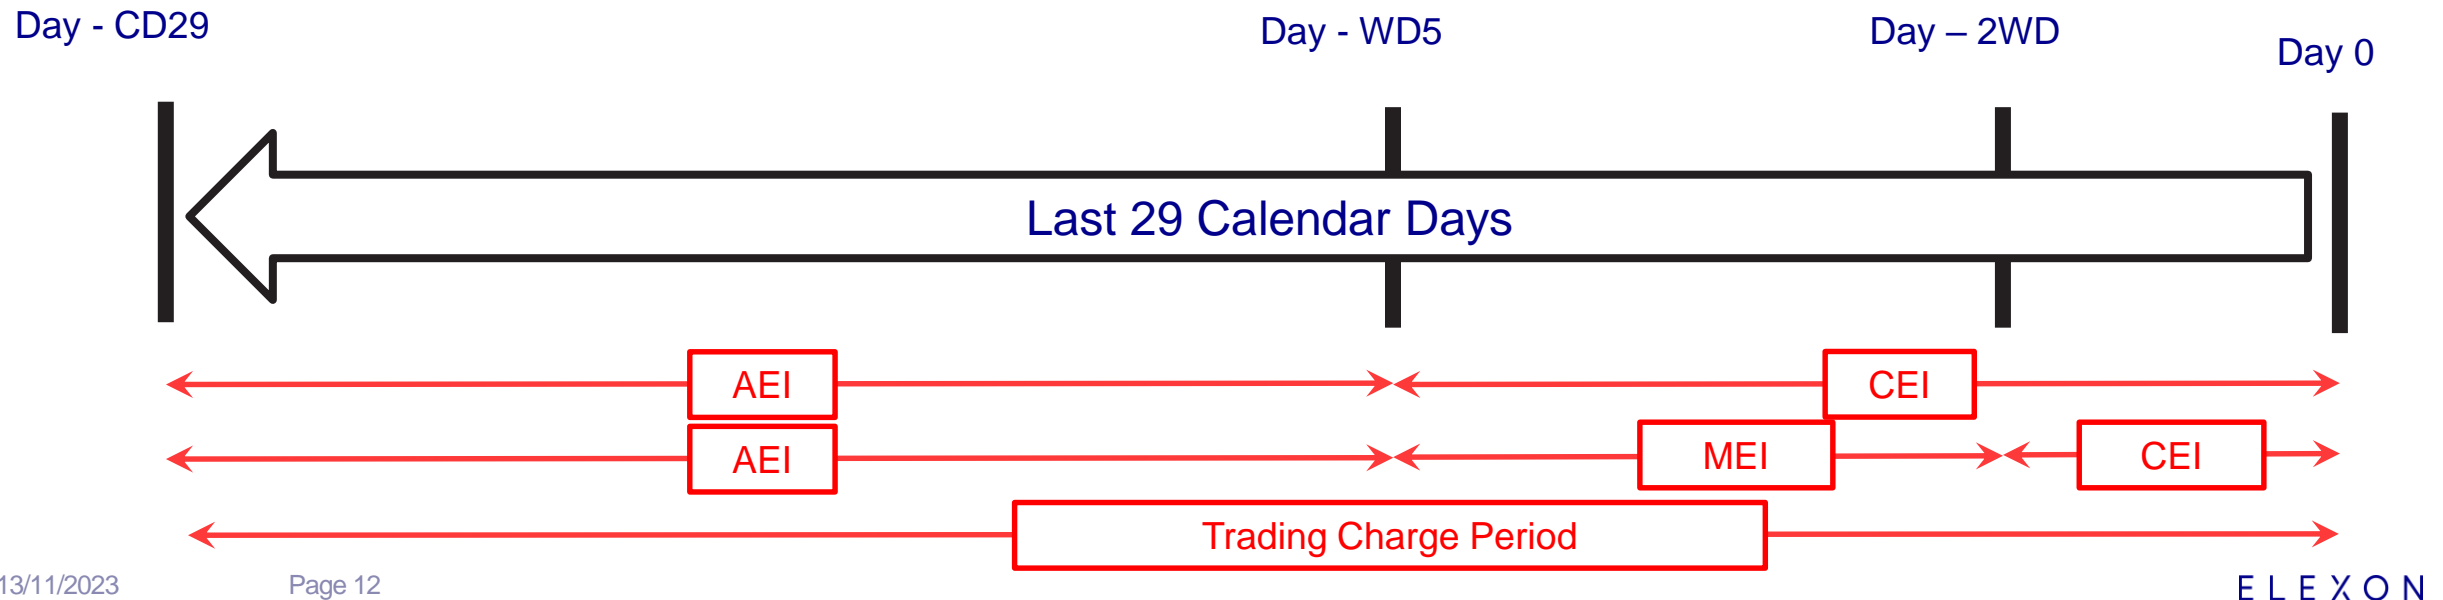 Day - CD29
Day - WD5
Day – 2WD
Day 0
Last 29 Calendar Days
AEI
CEI
AEI
MEI
CEI
Trading Charge Period
13/11/2023
Page 12
ELEXON